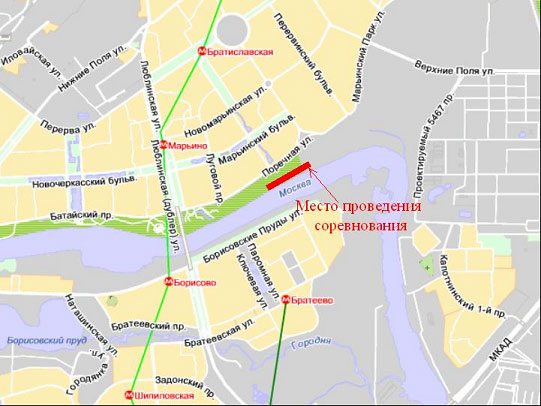 Братиславская
Перервинский бульв.
Марьинский Парк ул.
Иловайская ул.
Нижние Поля ул.
Люблинская ул.
Верхние Поля ул.
Проектируемый 5467 пр.
Перерва ул.
Новомарьинская ул.
Марьино
Марьинский бульв.
Поречная ул.
Луговой пр.
Новочеркасский бульв.
Люблинская (дублер) ул.
Москва
Место проведения
соревнования
Батайский пр.
Борисовские Пруды ул.
Паромная ул.
Ключевая ул.
Борисово
Братеево
Капотнинский 1-й пр.
Наташинская ул.
Братеевский пр.
Братеевская ул.
Борисовский пруд
Городня
МКАД
Городянка
Задонский пр.
Шипиловская